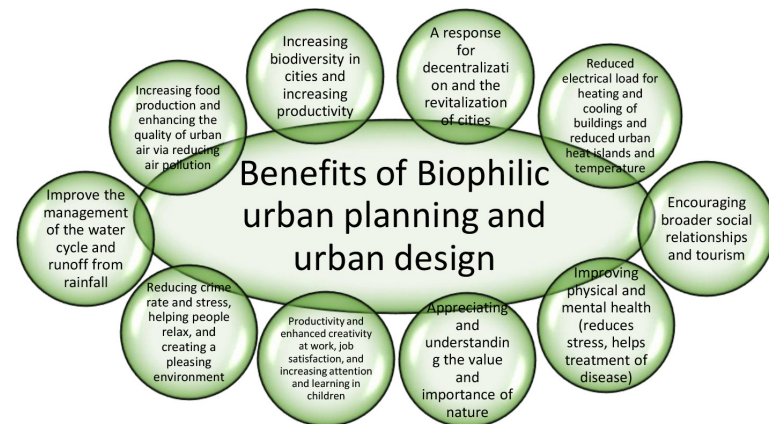 Benefits of Biophilic
urban planning and
urban design
A response
for
decentralizati
on and the
revitalization
of cities
Reduced
electrical load for
heating and
cooling of
buildings and
reduced urban
heat islands and
temperature
Encouraging
broader social
relationships
and tourism
Improving
physical and
mental health
(reduces
stress, helps
treatment of
disease)
Appreciating
and
understandin
g the value
and
importance of
nature
Productivity and
enhanced creativity
at work, job
satisfaction, and
increasing attention
and learning in
children
Reducing crime
rate and stress,
helping people
relax, and
creating a
pleasing
environment
Improve the
management
of the water
cycle and
runoff from
rainfall
Increasing food
production and
enhancing the
quality of urban
air via reducing
air pollution
Increasing
biodiversity in
cities and
increasing
productivity